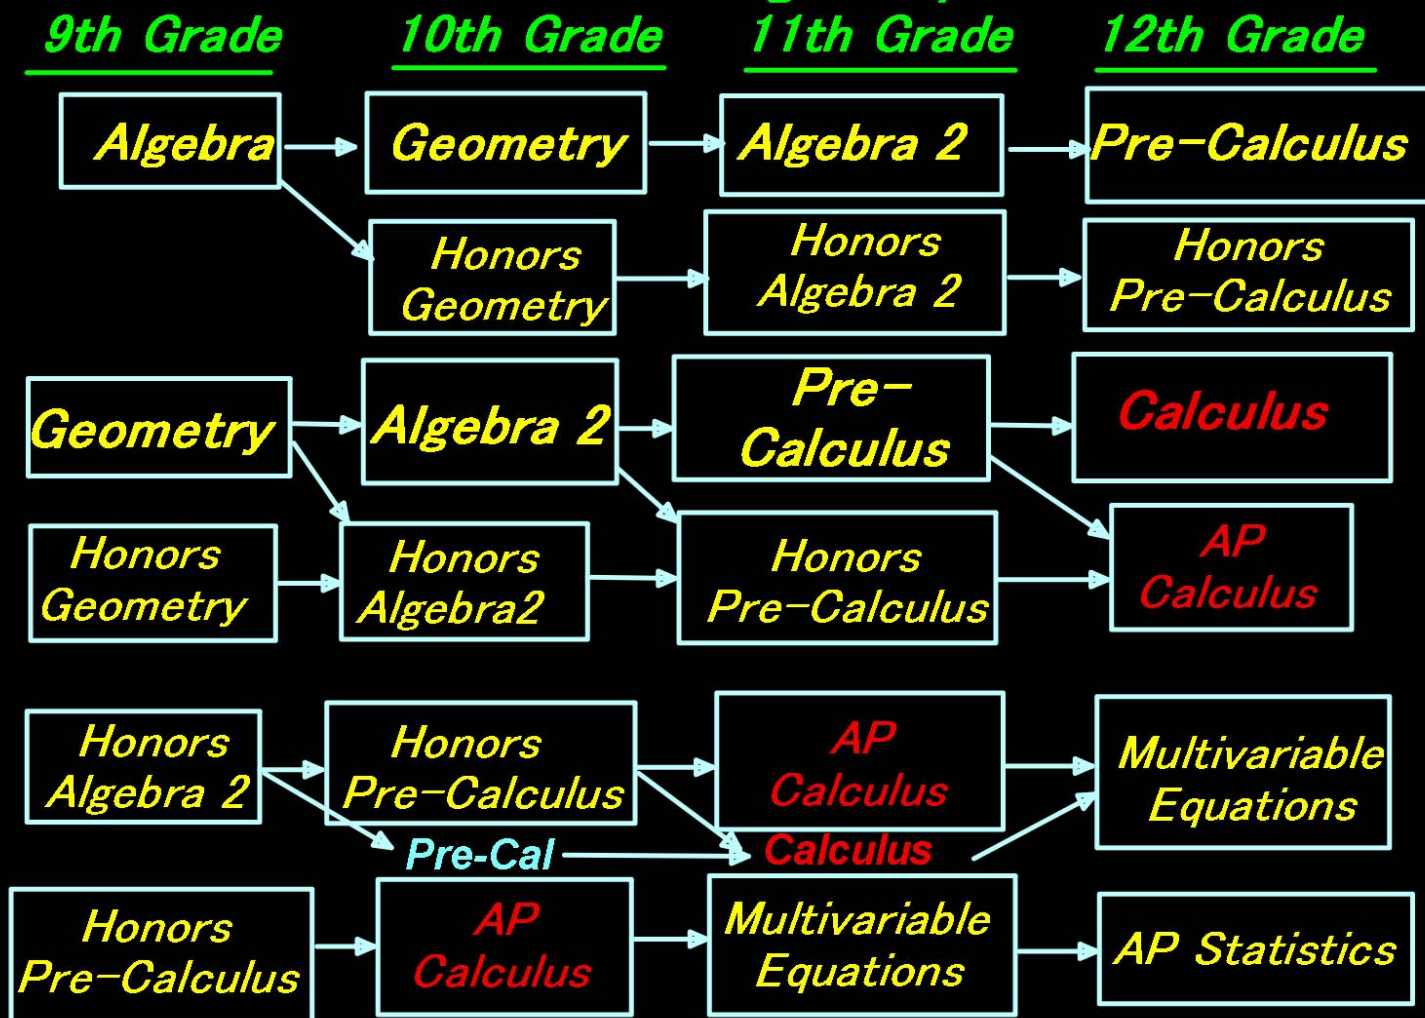 9th Grade 10th Grade 11th Grade 12th Grade
Algebra Geometry Algebra 2 Pre-Calculus
Honors
Geometry
Honors
Algebra 2
Honors
Pre-Calculus
Geometry Algebra 2
Pre-
Calculus
Calculus
Honors
Geometry
Honors
Algebra2
Honors
Pre-Calculus
AP
Calculus
Honors
Algebra 2
Honors
Pre-Calculus
AP
Calculus
Multivariable
Equations
Pre-Cal Calculus
Honors
Pre-Calculus
AP
Calculus
Multivariable
Equations
AP Statistics